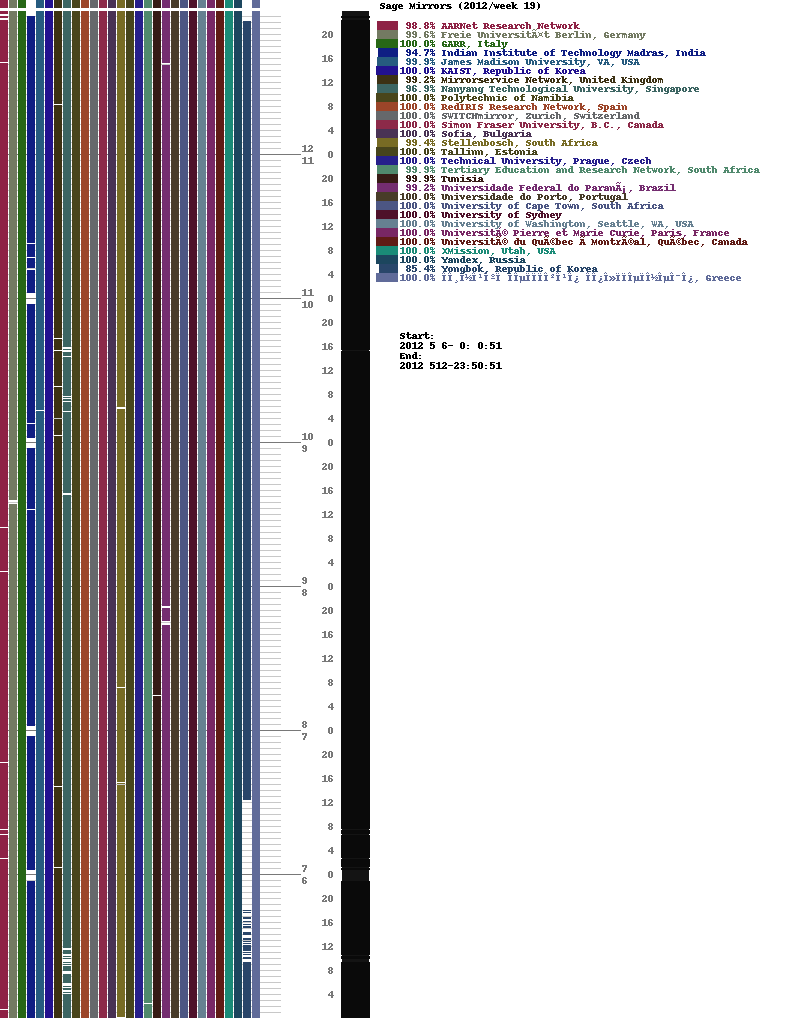 Sage Mirrors (2012/week 19)
98.8% AARNet Research Network
99.6% Freie UniversitÃ¤t Berlin, Germany
100.0% GARR, Italy
94.7% Indian Institute of Technology Madras, India
99.9% James Madison University, VA, USA
100.0% KAIST, Republic of Korea
99.2% Mirrorservice Network, United Kingdom
96.9% Nanyang Technological University, Singapore
100.0% Polytechnic of Namibia
100.0% RedIRIS Research Network, Spain
100.0% SWITCHmirror, Zurich, Switzerland
100.0% Simon Fraser University, B.C., Canada
100.0% Sofia, Bulgaria
99.4% Stellenbosch, South Africa
100.0% Tallinn, Estonia
100.0% Technical University, Prague, Czech
99.9% Tertiary Education and Research Network, South Africa
99.9% Tunisia
99.2% Universidade Federal do ParanÃ¡, Brazil
100.0% Universidade do Porto, Portugal
100.0% University of Cape Town, South Africa
100.0% University of Sydney
100.0% University of Washington, Seattle, WA, USA
100.0% UniversitÃ© Pierre et Marie Curie, Paris, France
100.0% UniversitÃ© du QuÃ©bec Ã MontrÃ©al, QuÃ©bec, Canada
100.0% XMission, Utah, USA
100.0% Yandex, Russia
85.4% Yongbok, Republic of Korea
100.0% Greece
Start:
2012 5 6- 0: 0:51
End:
2012 512-23:50:51
20
16
12
8
4
12
11
0
20
16
12
8
4
11
10
0
20
16
12
8
4
10
9
0
20
16
12
8
4
9
8
0
20
16
12
8
4
8
7
0
20
16
12
8
4
7
6
0
20
16
12
8
4